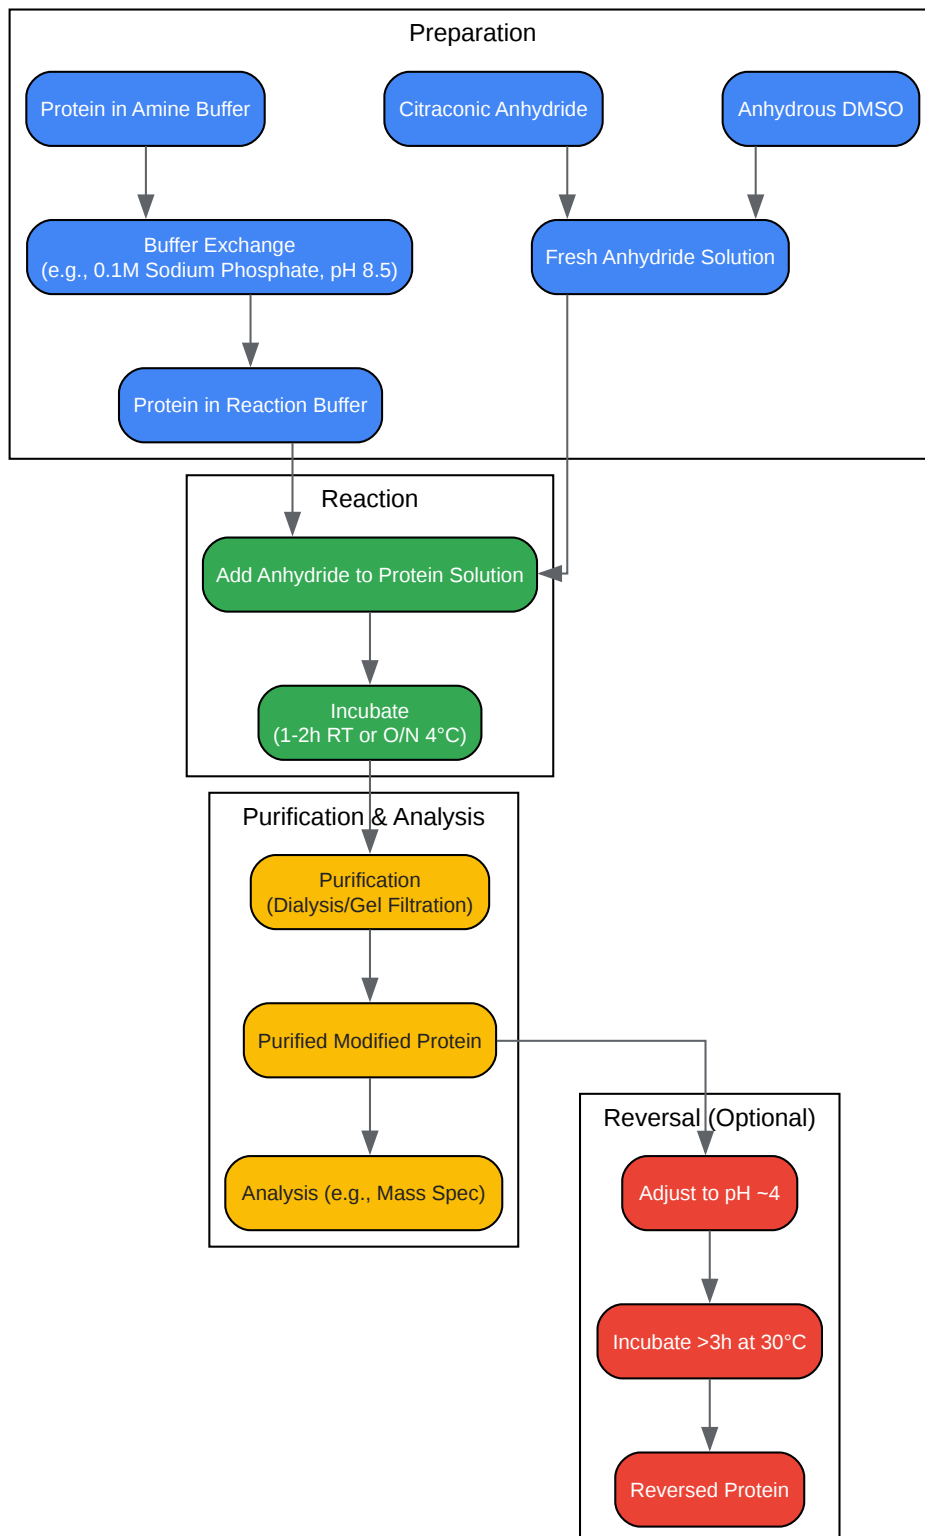 Preparation
Protein in Amine Buffer
Citraconic Anhydride
Anhydrous DMSO
Buffer Exchange
(e.g., 0.1M Sodium Phosphate, pH 8.5)
Fresh Anhydride Solution
Protein in Reaction Buffer
Reaction
Add Anhydride to Protein Solution
Incubate
(1-2h RT or O/N 4°C)
Purification & Analysis
Purification
(Dialysis/Gel Filtration)
Purified Modified Protein
Analysis (e.g., Mass Spec)
Reversal (Optional)
Adjust to pH ~4
Incubate >3h at 30°C
Reversed Protein